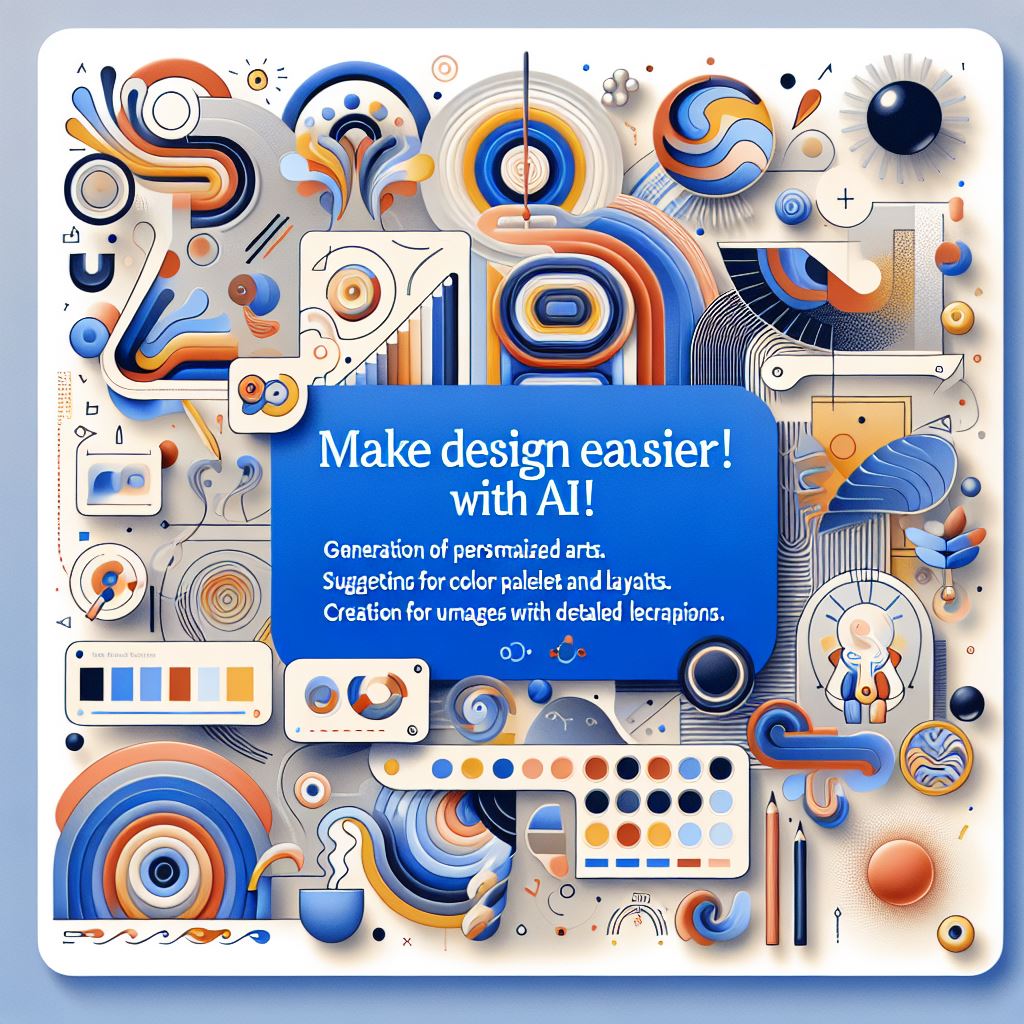 Make design easier!
with AI!
Generation of persmaized arts.
Suggeting for color palelet and layatts.
Creation for umages with detaled lecrapions.